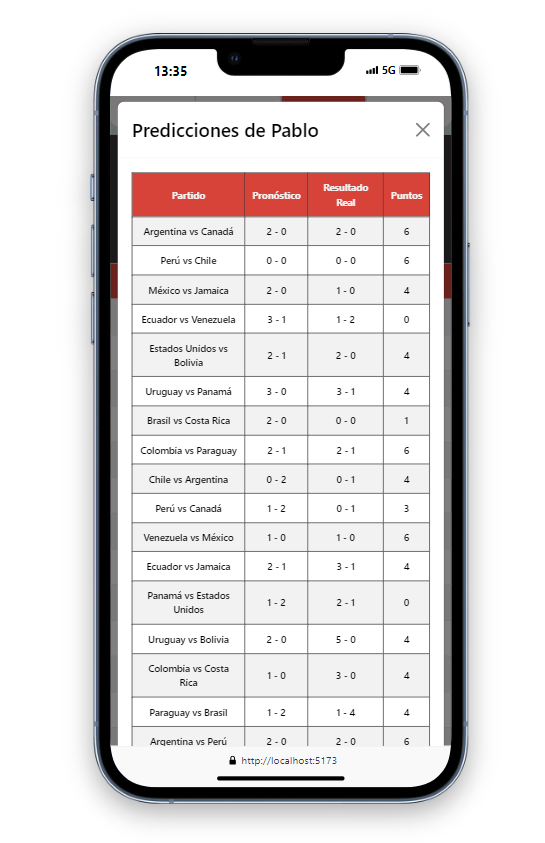 13:35
5G
Predicciones de Pablo
Partido Pronóstico Resultado Real Puntos
Argentina vs Canadá 2 - 0 2 - 0 6
Perú vs Chile 0 - 0 0 - 0 6
México vs Jamaica 2 - 0 1 - 0 4
Ecuador vs Venezuela 3 - 1 1 - 2 0
Estados Unidos vs Bolivia 2 - 1 2 - 0 4
Uruguay vs Panamá 3 - 0 3 - 1 4
Brasil vs Costa Rica 2 - 0 0 - 0 1
Colombia vs Paraguay 2 - 1 2 - 1 6
Chile vs Argentina 0 - 2 0 - 1 4
Perú vs Canadá 1 - 2 0 - 1 3
Venezuela vs México 1 - 0 1 - 0 6
Ecuador vs Jamaica 2 - 1 3 - 1 4
Panamá vs Estados Unidos 1 - 2 2 - 1 0
Uruguay vs Bolivia 2 - 0 5 - 0 4
Colombia vs Costa Rica 1 - 0 3 - 0 4
Paraguay vs Brasil 1 - 2 1 - 4 4
Argentina vs Perú 2 - 0 2 - 0 6
http://localhost:5173